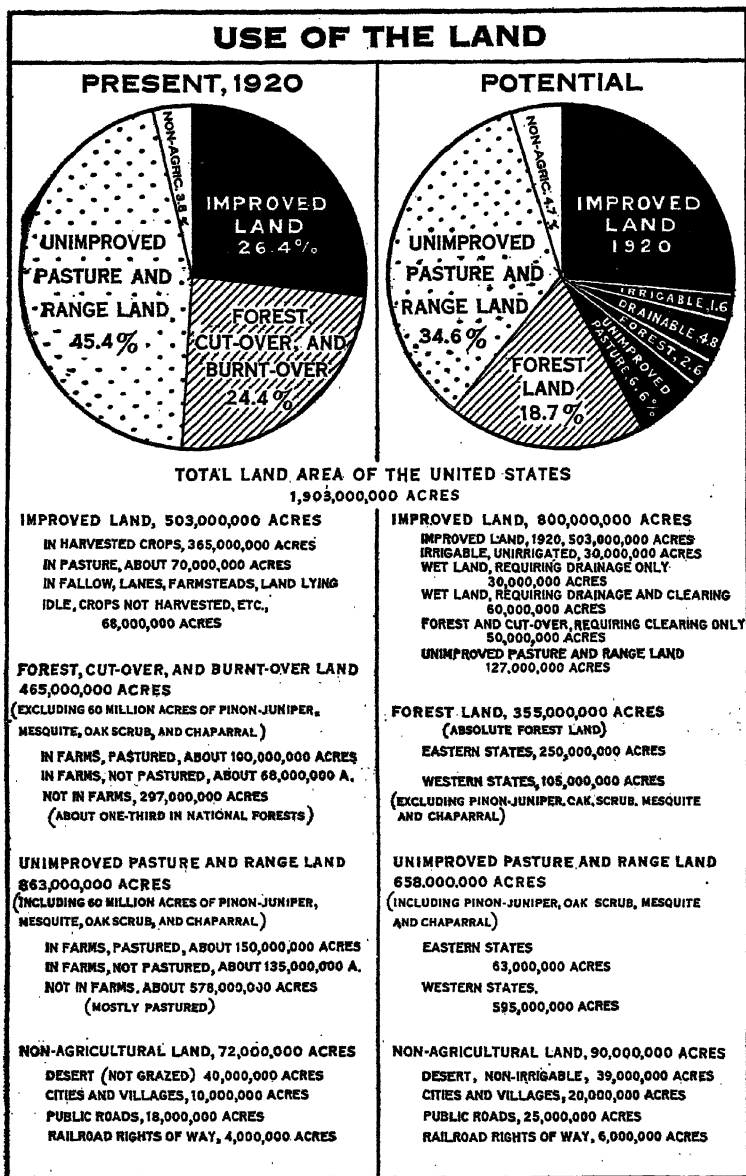 USE OF THE LAND
PRESENT, 1920
NON-AGRIC. 3.8 %
IMPROVED
LAND
26.4%
UNIMPROVED
PASTURE AND
RANGE LAND
45.4%
FOREST,
CUT-OVER, AND
BURNT-OVER
24.4%
POTENTIAL
NON-AGRIC. 4.7 %
IMPROVED
LAND
1920
IRRIGABLE, 1.6
DRAINABLE, 4.8
FOREST, 2.6
UNIMPROVED
PASTURE, 6.6 %
UNIMPROVED
PASTURE AND
RANGE LAND
34.6%
FOREST
LAND
18.7%
TOTAL LAND AREA OF THE UNITED STATES
1,903,000,000 ACRES
IMPROVED LAND, 503,000,000 ACRES
IN HARVESTED CROPS, 365,000,000 ACRES
IN PASTURE, ABOUT 70,000,000 ACRES
IN FALLOW, LANES, FARMSTEADS, LAND LYING
IDLE, CROPS NOT HARVESTED, ETC.,
68,000,000 ACRES
FOREST, CUT-OVER, AND BURNT-OVER LAND
465,000,000 ACRES
(EXCLUDING 60 MILLION ACRES OF PINON-JUNIPER,
MESQUITE, OAK SCRUB, AND CHAPARRAL)
IN FARMS, PASTURED, ABOUT 100,000,000 ACRES
IN FARMS, NOT PASTURED, ABOUT 68,000,000 A.
NOT IN FARMS, 297,000,000 ACRES
(ABOUT ONE-THIRD IN NATIONAL FORESTS)
UNIMPROVED PASTURE AND RANGE LAND
863,000,000 ACRES
(INCLUDING 60 MILLION ACRES OF PINON-JUNIPER,
MESQUITE, OAK SCRUB, AND CHAPARRAL)
IN FARMS, PASTURED, ABOUT 150,000,000 ACRES
IN FARMS, NOT PASTURED, ABOUT 135,000,000 A.
NOT IN FARMS, ABOUT 578,000,000 ACRES
(MOSTLY PASTURED)
NON-AGRICULTURAL LAND, 72,000,000 ACRES
DESERT (NOT GRAZED) 40,000,000 ACRES
CITIES AND VILLAGES, 10,000,000 ACRES
PUBLIC ROADS, 18,000,000 ACRES
RAILROAD RIGHTS OF WAY, 4,000,000 ACRES
IMPROVED LAND, 800,000,000 ACRES
IMPROVED LAND, 1920, 503,000,000 ACRES
IRRIGABLE, UNIRRIGATED, 30,000,000 ACRES
WET LAND, REQUIRING DRAINAGE ONLY
30,000,000 ACRES
WET LAND, REQUIRING DRAINAGE AND CLEARING
60,000,000 ACRES
FOREST AND CUT-OVER, REQUIRING CLEARING ONLY
50,000,000 ACRES
UNIMPROVED PASTURE AND RANGE LAND
127,000,000 ACRES
FOREST LAND, 355,000,000 ACRES
(ABSOLUTE FOREST LAND)
EASTERN STATES, 250,000,000 ACRES
WESTERN STATES, 105,000,000 ACRES
(EXCLUDING PINON-JUNIPER, OAK, SCRUB, MESQUITE
AND CHAPARRAL)
UNIMPROVED PASTURE AND RANGE LAND
658.000.000 ACRES
(INCLUDING PINON-JUNIPER, OAK SCRUB, MESQUITE
AND CHAPARRAL)
EASTERN STATES
63,000,000 ACRES
WESTERN STATES,
595,000,000 ACRES
NON-AGRICULTURAL LAND, 90,000,000 ACRES
DESERT, NON-IRRIGABLE, 39,000,000 ACRES
CITIES AND VILLAGES, 20,000,000 ACRES
PUBLIC ROADS, 25,000,000 ACRES
RAILROAD RIGHTS OF WAY, 6,000,000 ACRES